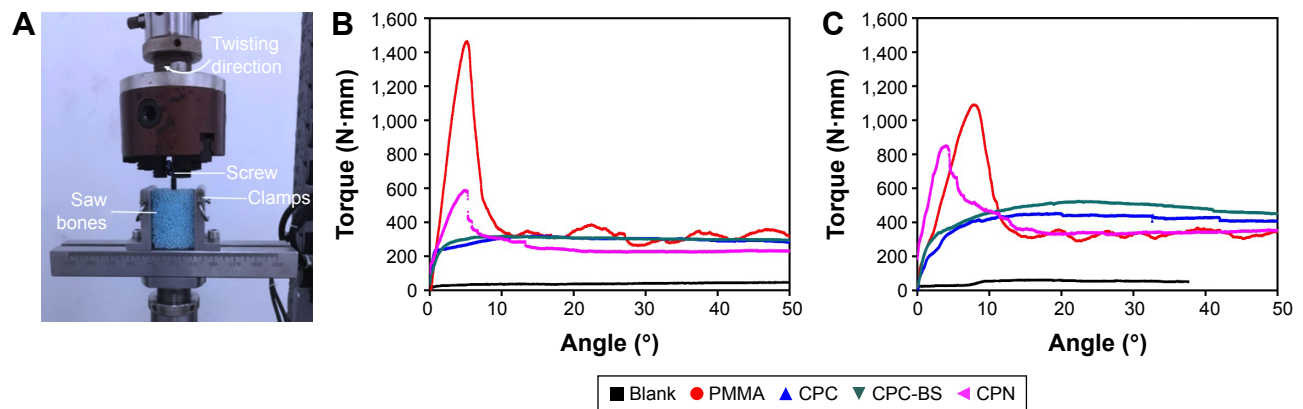 A
Twisting
direction
Screw
Clamps
Saw
bones
B
1,600
1,400
1,200
1,000
800
600
400
200
0
Torque (N·mm)
0 10 20 30 40 50
Angle (°)
C
1,600
1,400
1,200
1,000
800
600
400
200
0
Torque (N·mm)
0 10 20 30 40 50
Angle (°)
Blank PMMA CPC CPC-BS CPN